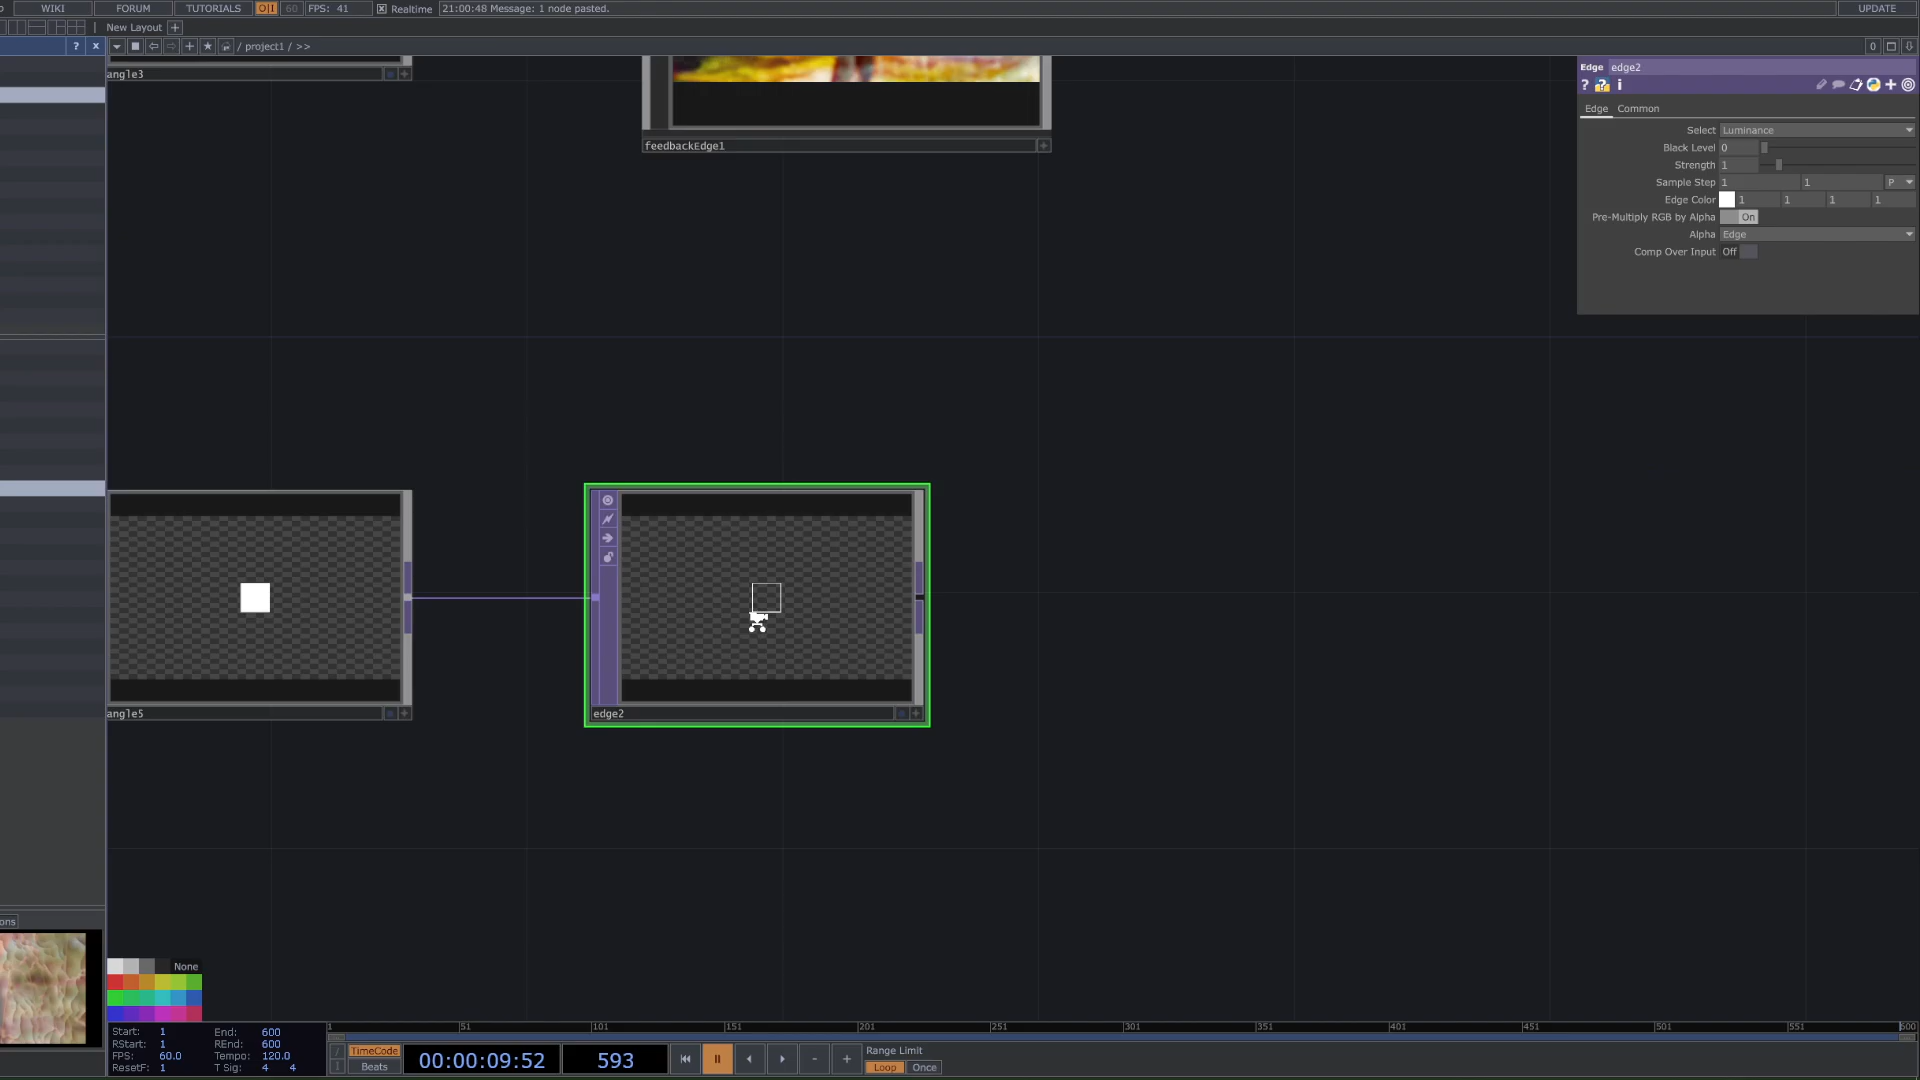 WIKI FORUM TUTORIALS O|I 60 FPS: 41 Realtime 21:00:48 Message: 1 node pasted. UPDATE
New Layout +
? x / project1 / >> 0
angle3
feedbackEdge1
Edge edge2
? ? i
Edge Common
Select Luminance
Black Level 0
Strength 1
Sample Step 1 1 P
Edge Color 1 1 1 1
Pre-Multiply RGB by Alpha On
Alpha Edge
Comp Over Input Off
angle5
edge2
ons
None
Start: 1 End: 600
RStart: 1 REnd: 600
FPS: 60.0 Tempo: 120.0
ResetF: 1 T Sig: 4 4
1 51 101 151 201 251 301 351 401 451 501 551 600
TimeCode
Beats
00:00:09:52 593
- +
Range Limit
Loop Once